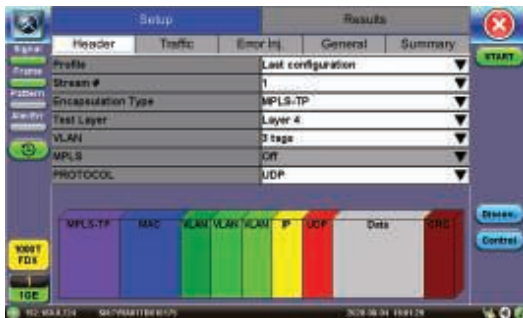 Setup
Results
Header
Traffic
Error Inj.
General
Summary
Signal
Frame
Pattern
START
Profile
Last configuration
Stream #
1
Encapsulation Type
MPLS-TP
Test Layer
Layer 4
VLAN
3 tags
MPLS
Off
PROTOCOL
UDP
MPLS-TP
MAC
VLAN
VLAN
VLAN
IP
UDP
Data
CRC
Discov.
Control
1000T
FDX
1
1GE